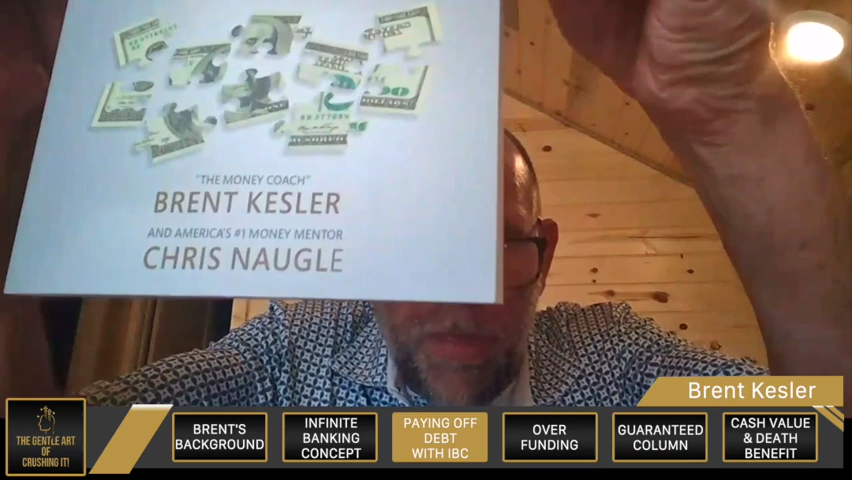 "THE MONEY COACH"
BRENT KESLER
AND AMERICA'S #1 MONEY MENTOR
CHRIS NAUGLE
Brent Kesler
THE GENTLE ART
OF
CRUSHING IT!
BRENT'S
BACKGROUND
INFINITE
BANKING
CONCEPT
PAYING OFF
DEBT
WITH IBC
OVER
FUNDING
GUARANTEED
COLUMN
CASH VALUE
& DEATH
BENEFIT